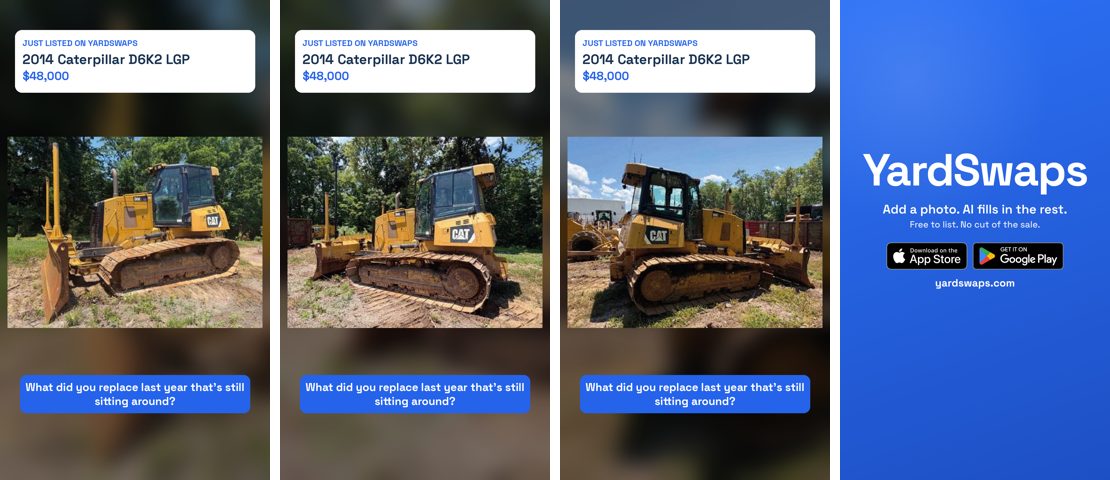 JUST LISTED ON YARDSWAPS
2014 Caterpillar D6K2 LGP
$48,000
CAT
What did you replace last year that's still
sitting around?
JUST LISTED ON YARDSWAPS
2014 Caterpillar D6K2 LGP
$48,000
CAT
What did you replace last year that's still
sitting around?
JUST LISTED ON YARDSWAPS
2014 Caterpillar D6K2 LGP
$48,000
CAT
What did you replace last year that's still
sitting around?
YardSwaps
Add a photo. AI fills in the rest.
Free to list. No cut of the sale.
Download on the
App Store
GET IT ON
Google Play
yardswaps.com